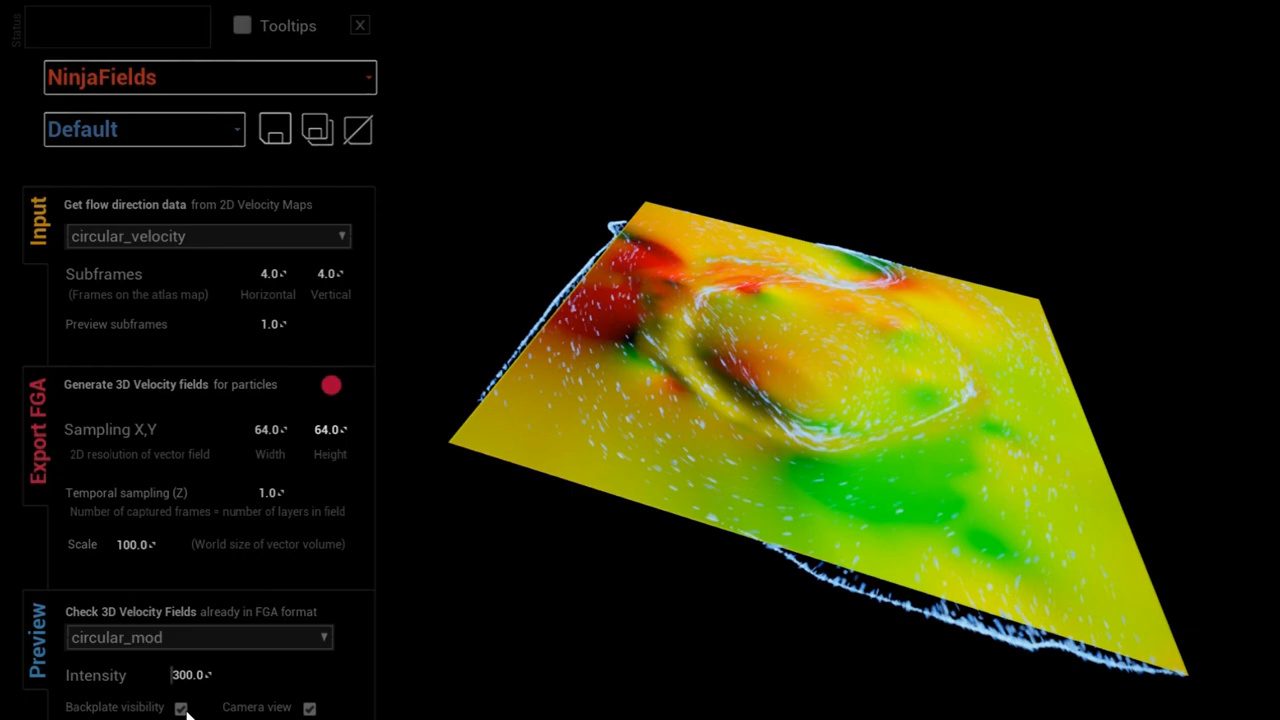 Status
Tooltips X
NinjaFields
Default
Input
Get flow direction data from 2D Velocity Maps
circular_velocity
Subframes 4.0 4.0
(Frames on the atlas map) Horizontal Vertical
Preview subframes 1.0
Export FGA
Generate 3D Velocity fields for particles
Sampling X,Y 64.0 64.0
2D resolution of vector field Width Height
Temporal sampling (Z) 1.0
Number of captured frames = number of layers in field
Scale 100.0 (World size of vector volume)
Preview
Check 3D Velocity Fields already in FGA format
circular_mod
Intensity 300.0
Backplate visibility Camera view